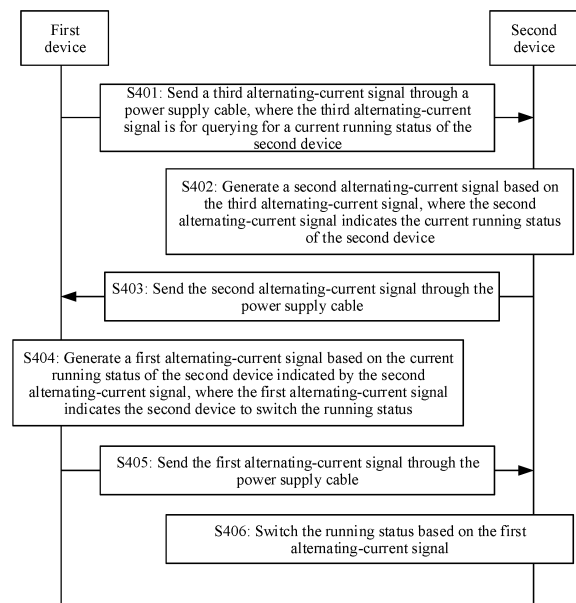 First
device
Second
device
S401: Send a third alternating-current signal through a
power supply cable, where the third alternating-current
signal is for querying for a current running status of the
second device
S402: Generate a second alternating-current signal based on
the third alternating-current signal, where the second
alternating-current signal indicates the current running status
of the second device
S403: Send the second alternating-current signal through the
power supply cable
S404: Generate a first alternating-current signal based on the current
running status of the second device indicated by the second
alternating-current signal, where the first alternating-current signal
indicates the second device to switch the running status
S405: Send the first alternating-current signal through the
power supply cable
S406: Switch the running status based on the first
alternating-current signal